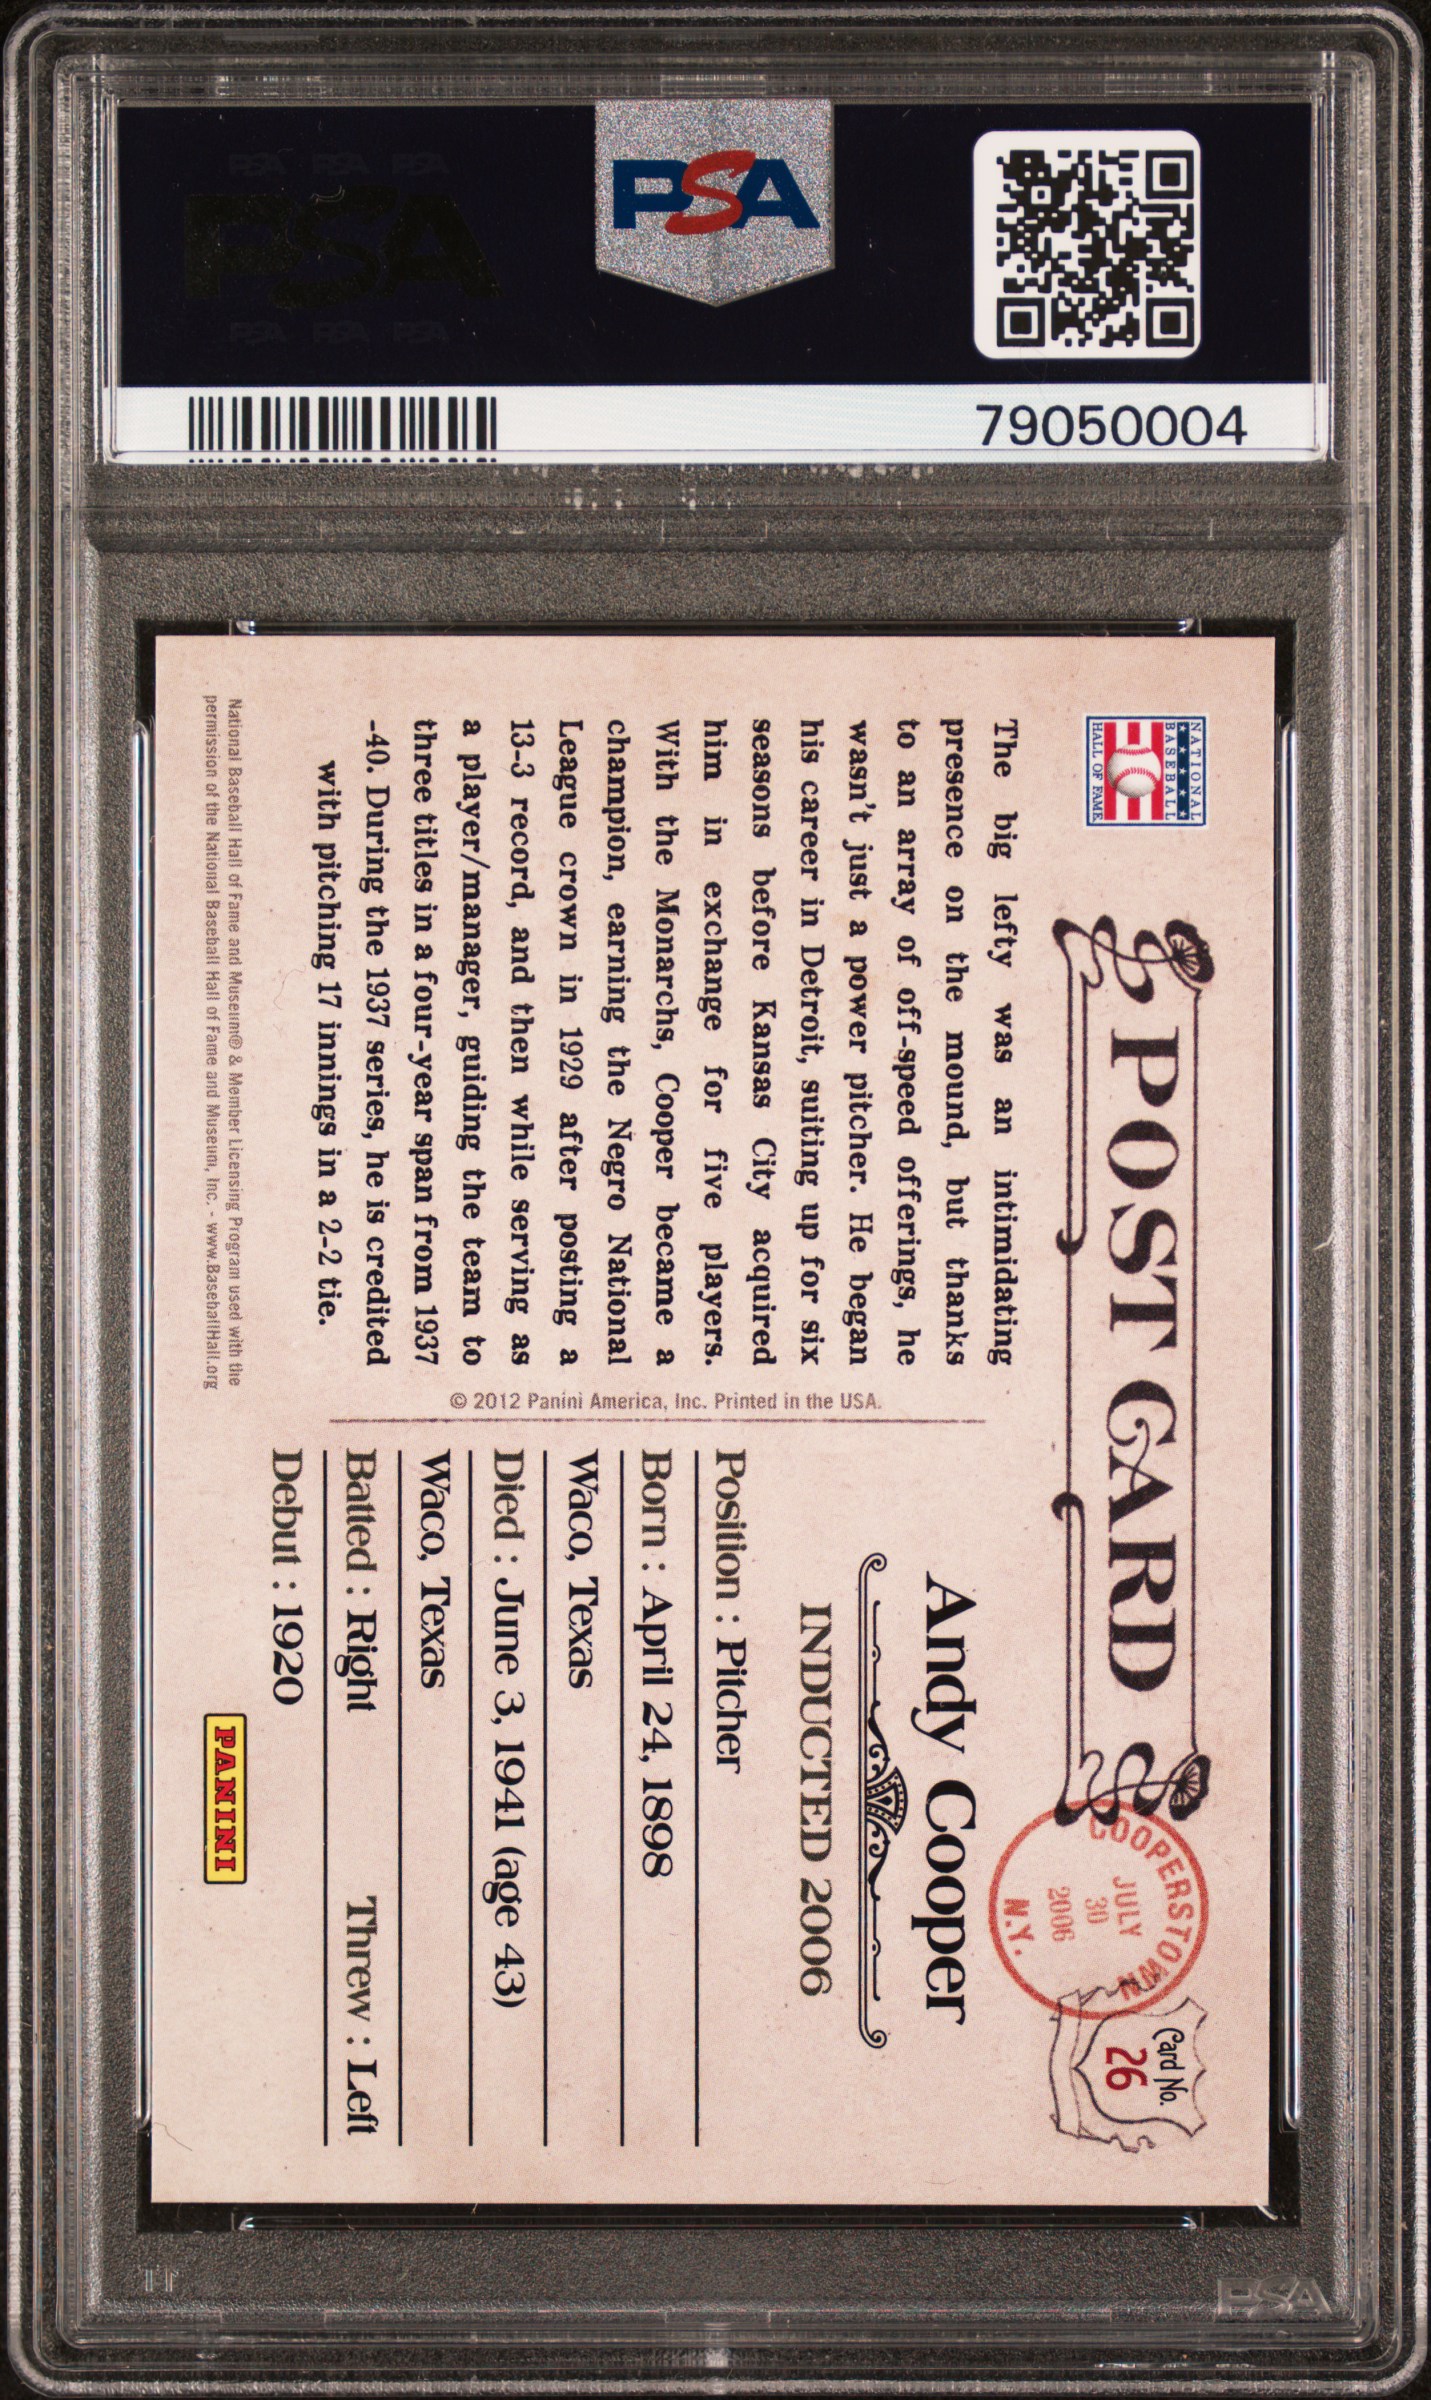 PSA
79050004
NATIONAL
BASEBALL
HALL OF FAME
POST CARD
COOPERSTOWN
JULY
30
2006
N.Y.
Card No.
26
The big lefty was an intimidating
presence on the mound, but thanks
to an array of off-speed offerings, he
wasn't just a power pitcher. He began
his career in Detroit, suiting up for six
seasons before Kansas City acquired
him in exchange for five players.
With the Monarchs, Cooper became a
champion, earning the Negro National
League crown in 1929 after posting a
13-3 record, and then while serving as
a player/manager, guiding the team to
three titles in a four-year span from 1937
-40. During the 1937 series, he is credited
with pitching 17 innings in a 2-2 tie.
National Baseball Hall of Fame and Museum® & Member Licensing Program used with the
permission of the National Baseball Hall of Fame and Museum, Inc. - www.BaseballHall.org
© 2012 Panini America, Inc. Printed in the USA.
Andy Cooper
INDUCTED 2006
Position : Pitcher
Born : April 24, 1898
Waco, Texas
Died : June 3, 1941 (age 43)
Waco, Texas
Batted : Right Threw : Left
Debut : 1920
PANINI
PSA